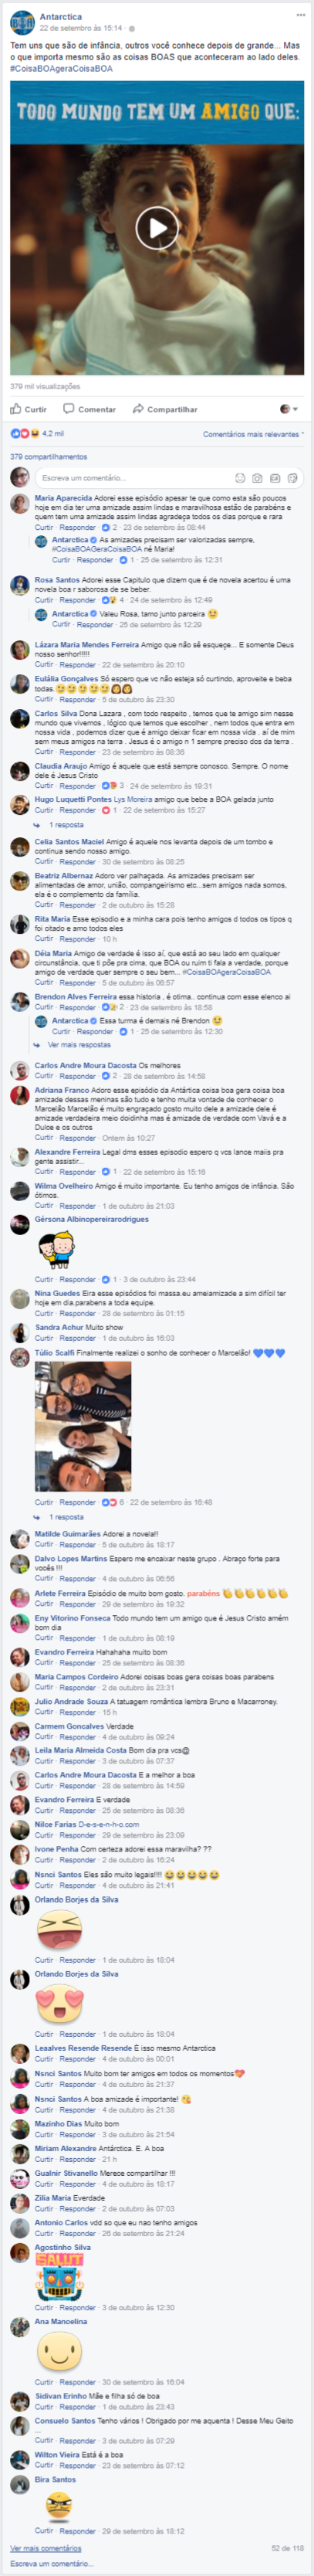 Antarctica
22 de setembro às 15:14 ·
Tem uns que são de infância, outros você conhece depois de grande... Mas
o que importa mesmo são as coisas BOAS que aconteceram ao lado deles.
#CoisaBOAgeraCoisaBOA
TODO MUNDO TEM UM AMIGO QUE:
379 mil visualizações
Curtir Comentar Compartilhar
4,2 mil Comentários mais relevantes
379 compartilhamentos
Escreva um comentário...
Maria Aparecida Adorei esse episódio apesar te que como esta são poucos
hoje em dia ter uma amizade assim lindas e maravilhosa estão de parabéns e
quem tem uma amizade assim lindas agradeça todos os dias porque e rara
Curtir · Responder · 2 · 23 de setembro às 08:44
Antarctica As amizades precisam ser valorizadas sempre,
#CoisaBOAGeraCoisaBOA né Maria!
Curtir · Responder · 1 · 25 de setembro às 12:31
Rosa Santos Adorei esse Capitulo que dizem que é de novela acertou é uma
novela boa r saborosa de se beber.
Curtir · Responder · 4 · 24 de setembro às 12:49
Antarctica Valeu Rosa, tamo junto parceira
Curtir · Responder · 25 de setembro às 12:29
Lázara Maria Mendes Ferreira Amigo que não sé esqueçe... E somente Deus
nosso senhor!!!!!
Curtir · Responder · 22 de setembro às 20:10
Eulália Gonçalves Só espero que vc não esteja só curtindo, aproveite e beba
todas.
Curtir · Responder · 5 de outubro às 23:30
Carlos Silva Dona Lazara , com todo respeito , temos que te amigo sim nesse
mundo que vivemos , lógico que temos que escolher , nem todos que entra em
nossa vida , podemos dizer que é amigo deixar ficar em nossa vida . aí de mim
sem meus amigos na terra . Jesus é o amigo n 1 sempre presente da terra .
Curtir · Responder · 23 de setembro às 08:36
Claudia Araujo Amigo é aquele que está sempre conosco. Sempre. O nome
dele é Jesus Cristo
Curtir · Responder · 3 · 24 de setembro às 19:31
Hugo Luquetti Pontes Lys Moreira amigo que bebe a BOA gelada junto
Curtir · Responder · 1 · 22 de setembro às 15:27
1 resposta
Celia Santos Maciel Amigo é aquele nos levanta depois de um tombo e
continua sendo nosso amigo.
Curtir · Responder · 30 de setembro às 08:25
Beatriz Albernaz Adoro ver palhaçada. As amizades precisam ser
alimentadas de amor, união, companheirismo etc...sem amigos nada somos,
ela é o complemento da família.
Curtir · Responder · 2 de outubro às 15:28
Rita Maria Esse episodio e a minha cara pois tenho amigos d todos os tipos q
foi citado e amo todos eles
Curtir · Responder · 10 h
Déia Maria Amigo de verdade é isso aí, que está ao seu lado em qualquer
circunstância, que ti põe pra cima, que BOA ou ruim ti fala a verdade, porque
amigo de verdade quer sempre o seu bem... #CoisaBOAgeraCoisaBOA
Curtir · Responder · 5 de outubro às 06:57
Brendon Alves Ferreira essa historia , é otima.. continua com esse elenco ai
Curtir · Responder · 2 · 23 de setembro às 18:58
Antarctica Essa turma é demais né Brendon
Curtir · Responder · 1 · 25 de setembro às 12:30
Ver mais respostas
Carlos Andre Moura Dacosta Os melhores
Curtir · Responder · 2 · 28 de setembro às 14:58
Adriana Franco Adoro esse episódio da Antártica coisa boa gera coisa boa
amizade dessas meninas são tudo e tenho muita vontade de conhecer o
Marcelão Marcelão é muito engraçado gosto muito dele a amizade dele é
amizade verdadeira meio doidinha mas é amizade de verdade com Vavá e a
Dulce e os outros
Curtir · Responder · Ontem às 10:27
Alexandre Ferreira Legal dms esses episodio espero q vcs lance mais pra
gente assistir...
Curtir · Responder · 1 · 22 de setembro às 15:16
Wilma Ovelheiro Amigo é muito importante. Eu tenho amigos de infância. São
ótimos.
Curtir · Responder · 1 de outubro às 21:03
Gérsona Albinopereirarodrigues
Curtir · Responder · 1 · 3 de outubro às 23:44
Nina Guedes Eira esse episódios foi massa.eu ameiamizade a sim difícil ter
hoje em dia.parabens a toda equipe.
Curtir · Responder · 28 de setembro às 01:15
Sandra Achur Muito show
Curtir · Responder · 1 de outubro às 16:03
Túlio Scalfi Finalmente realizei o sonho de conhecer o Marcelão!
Curtir · Responder · 6 · 22 de setembro às 16:48
1 resposta
Matilde Guimarães Adorei a novela!!
Curtir · Responder · 5 de outubro às 18:17
Dalvo Lopes Martins Espero me encaixar neste grupo . Abraço forte para
vocês !!!
Curtir · Responder · 4 de outubro às 06:56
Arlete Ferreira Episódio de muito bom gosto. parabéns
Curtir · Responder · 29 de setembro às 19:32
Eny Vitorino Fonseca Todo mundo tem um amigo que é Jesus Cristo amém
bom dia
Curtir · Responder · 1 de outubro às 08:19
Evandro Ferreira Hahahaha muito bom
Curtir · Responder · 25 de setembro às 08:36
Maria Campos Cordeiro Adorei coisas boas gera coisas boas parabens
Curtir · Responder · 2 de outubro às 23:31
Julio Andrade Souza A tatuagem romântica lembra Bruno e Macarroney.
Curtir · Responder · 15 h
Carmem Goncalves Verdade
Curtir · Responder · 4 de outubro às 09:24
Leila Maria Almeida Costa Bom dia pra vcs@
Curtir · Responder · 3 de outubro às 07:37
Carlos Andre Moura Dacosta E a melhor a boa
Curtir · Responder · 28 de setembro às 14:59
Evandro Ferreira E verdade
Curtir · Responder · 25 de setembro às 08:36
Nilce Farias D-e-s-e-n-h-o.com
Curtir · Responder · 29 de setembro às 23:09
Ivone Penha Com certeza adorei essa maravilha? ??
Curtir · Responder · 2 de outubro às 16:24
Nsnci Santos Eles são muito legais!!!!
Curtir · Responder · 4 de outubro às 21:41
Orlando Borjes da Silva
Curtir · Responder · 1 de outubro às 18:04
Orlando Borjes da Silva
Curtir · Responder · 1 de outubro às 18:04
Leaalves Resende Resende E isso mesmo Antarctica
Curtir · Responder · 4 de outubro às 00:01
Nsnci Santos Muito bom ter amigos em todos os momentos
Curtir · Responder · 4 de outubro às 21:37
Nsnci Santos A boa amizade é importante!
Curtir · Responder · 4 de outubro às 21:38
Mazinho Dias Muito bom
Curtir · Responder · 3 de outubro às 21:54
Miriam Alexandre Antárctica. E. A boa
Curtir · Responder · 21 h
Gualnir Stivanello Merece compartilhar !!!
Curtir · Responder · 4 de outubro às 18:17
Zilia Maria Everdade
Curtir · Responder · 2 de outubro às 07:03
Antonio Carlos vdd so que eu nao tenho amigos
Curtir · Responder · 26 de setembro às 21:24
Agostinho Silva
SALUT
Curtir · Responder · 3 de outubro às 12:30
Ana Manoelina
Curtir · Responder · 30 de setembro às 16:04
Sidivan Erinho Mãe e filha só de boa
Curtir · Responder · 1 de outubro às 23:43
Consuelo Santos Tenho vários ! Obrigado por me aquenta ! Desse Meu Geito
...
Curtir · Responder · 3 de outubro às 07:29
Wilton Vieira Está é a boa
Curtir · Responder · 23 de setembro às 07:12
Bira Santos
Curtir · Responder · 29 de setembro às 18:12
Ver mais comentários 52 de 118
Escreva um comentário...